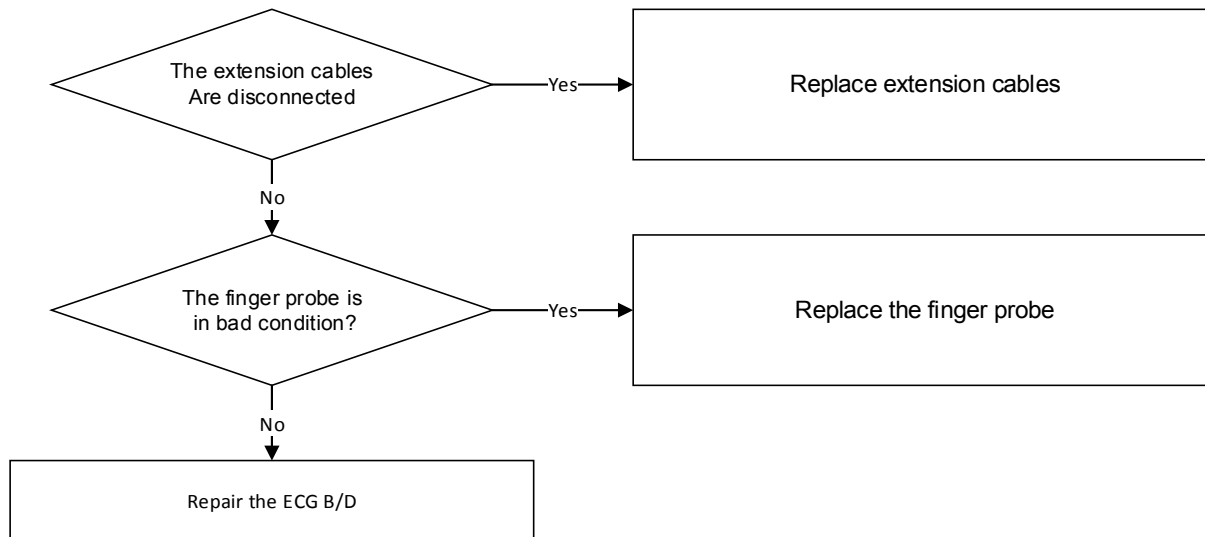 The extension cables
Are disconnected
Yes
Replace extension cables
No
The finger probe is
in bad condition?
Yes
Replace the finger probe
No
Repair the ECG B/D